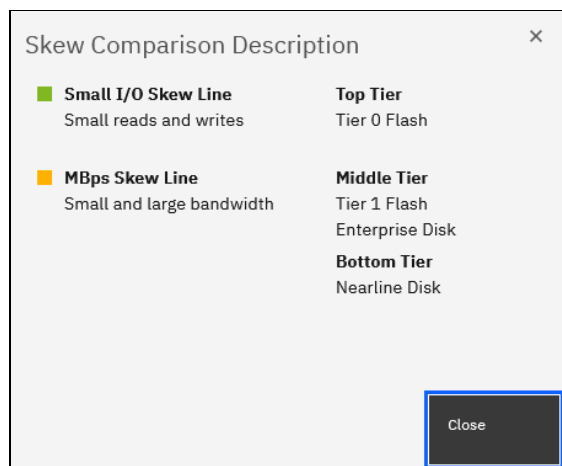 Skew Comparison Description
Small I/O Skew Line
Small reads and writes
Top Tier
Tier 0 Flash
MBps Skew Line
Small and large bandwidth
Middle Tier
Tier 1 Flash
Enterprise Disk
Bottom Tier
Nearline Disk
Close